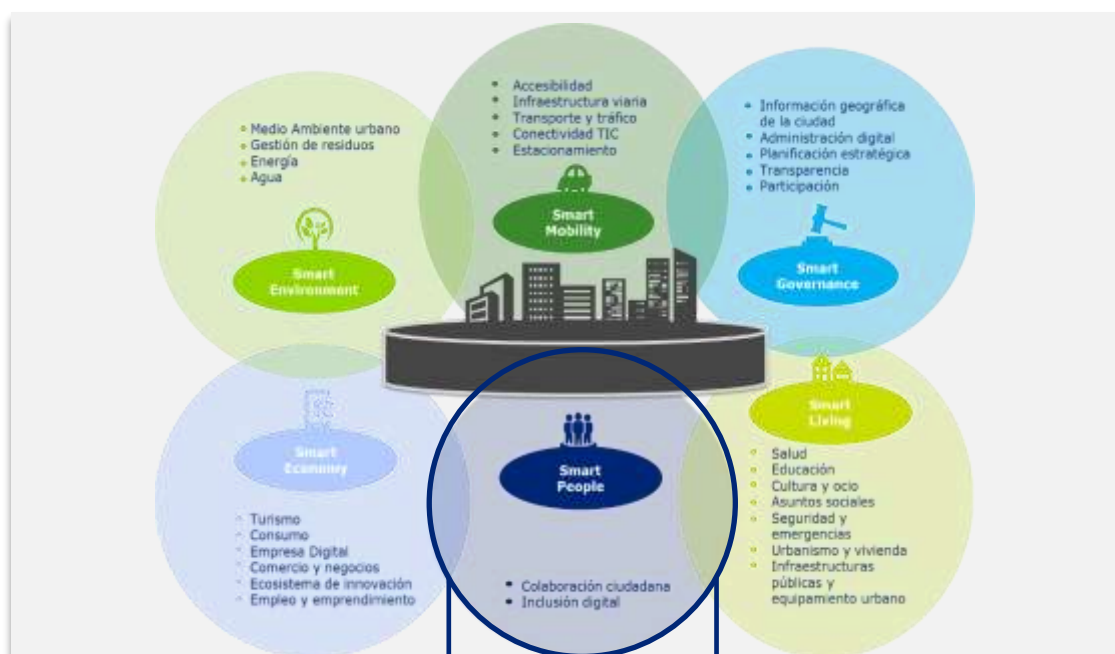 Medio Ambiente urbano
Gestión de residuos
Energía
Agua
Smart
Environment
Accesibilidad
Infraestructura viaria
Transporte y tráfico
Conectividad TIC
Estacionamiento
Smart
Mobility
Información geográfica
de la ciudad
Administración digital
Planificación estratégica
Transparencia
Participación
Smart
Governance
Smart
Economy
Turismo
Consumo
Empresa Digital
Comercio y negocios
Ecosistema de innovación
Empleo y emprendimiento
Smart
People
Colaboración ciudadana
Inclusión digital
Smart
Living
Salud
Educación
Cultura y ocio
Asuntos sociales
Seguridad y
emergencias
Urbanismo y vivienda
Infraestructuras
públicas y
equipamiento urbano